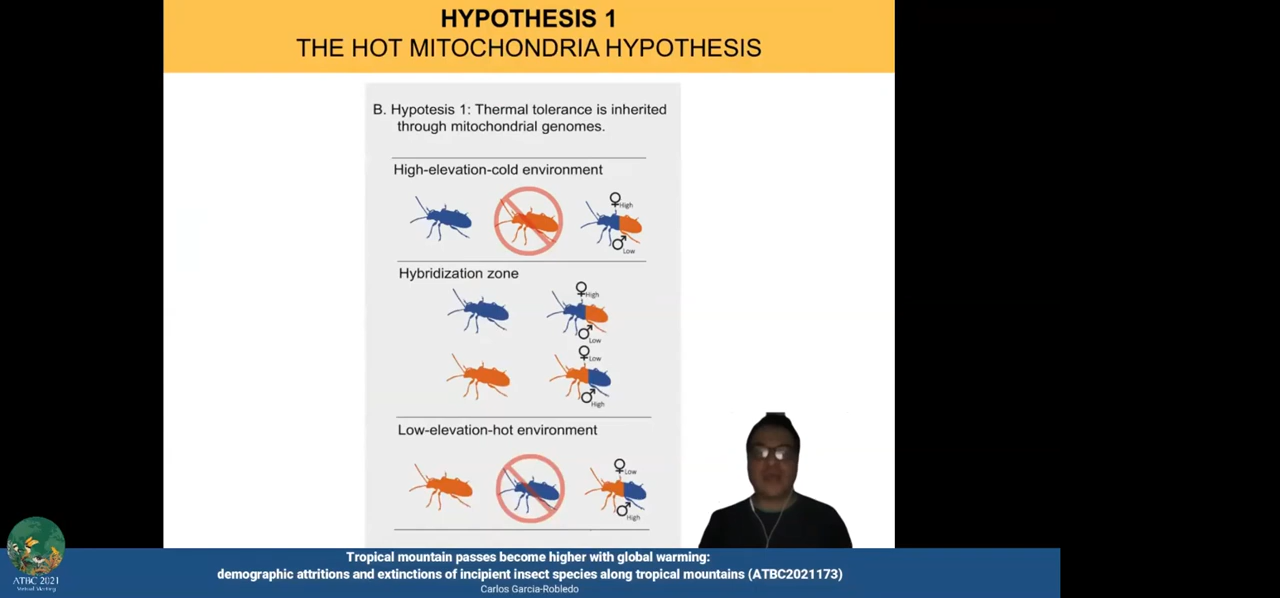 HYPOTHESIS 1
THE HOT MITOCHONDRIA HYPOTHESIS
B. Hypotesis 1: Thermal tolerance is inherited
through mitochondrial genomes.
High-elevation-cold environment
♀High
♂Low
Hybridization zone
♀High
♂Low
♀Low
♂High
Low-elevation-hot environment
♀Low
♂High
ATBC 2021
Virtual Meeting
Tropical mountain passes become higher with global warming:
demographic attritions and extinctions of incipient insect species along tropical mountains (ATBC2021173)
Carlos Garcia-Robledo